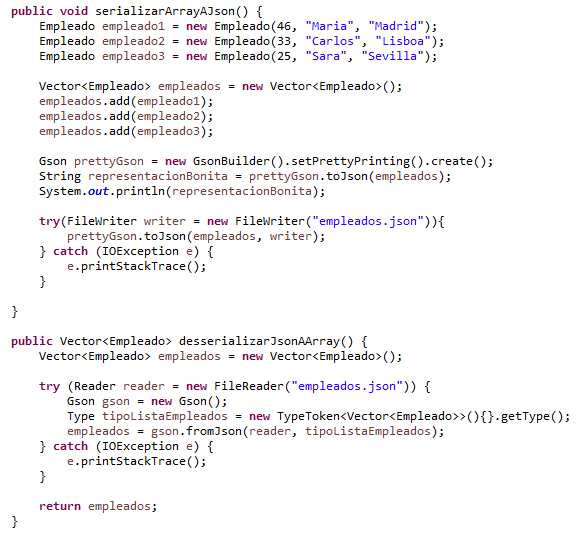 public void serializarArrayAJson() {
    Empleado empleado1 = new Empleado(46, "Maria", "Madrid");
    Empleado empleado2 = new Empleado(33, "Carlos", "Lisboa");
    Empleado empleado3 = new Empleado(25, "Sara", "Sevilla");

    Vector<Empleado> empleados = new Vector<Empleado>();
    empleados.add(empleado1);
    empleados.add(empleado2);
    empleados.add(empleado3);

    Gson prettyGson = new GsonBuilder().setPrettyPrinting().create();
    String representacionBonita = prettyGson.toJson(empleados);
    System.out.println(representacionBonita);

    try(FileWriter writer = new FileWriter("empleados.json")){
        prettyGson.toJson(empleados, writer);
    } catch (IOException e) {
        e.printStackTrace();
    }

}

public Vector<Empleado> desserializarJsonAArray() {
    Vector<Empleado> empleados = new Vector<Empleado>();

    try (Reader reader = new FileReader("empleados.json")) {
        Gson gson = new Gson();
        Type tipoListaEmpleados = new TypeToken<Vector<Empleado>>(){}.getType();
        empleados = gson.fromJson(reader, tipoListaEmpleados);
    } catch (IOException e) {
        e.printStackTrace();
    }

    return empleados;
}